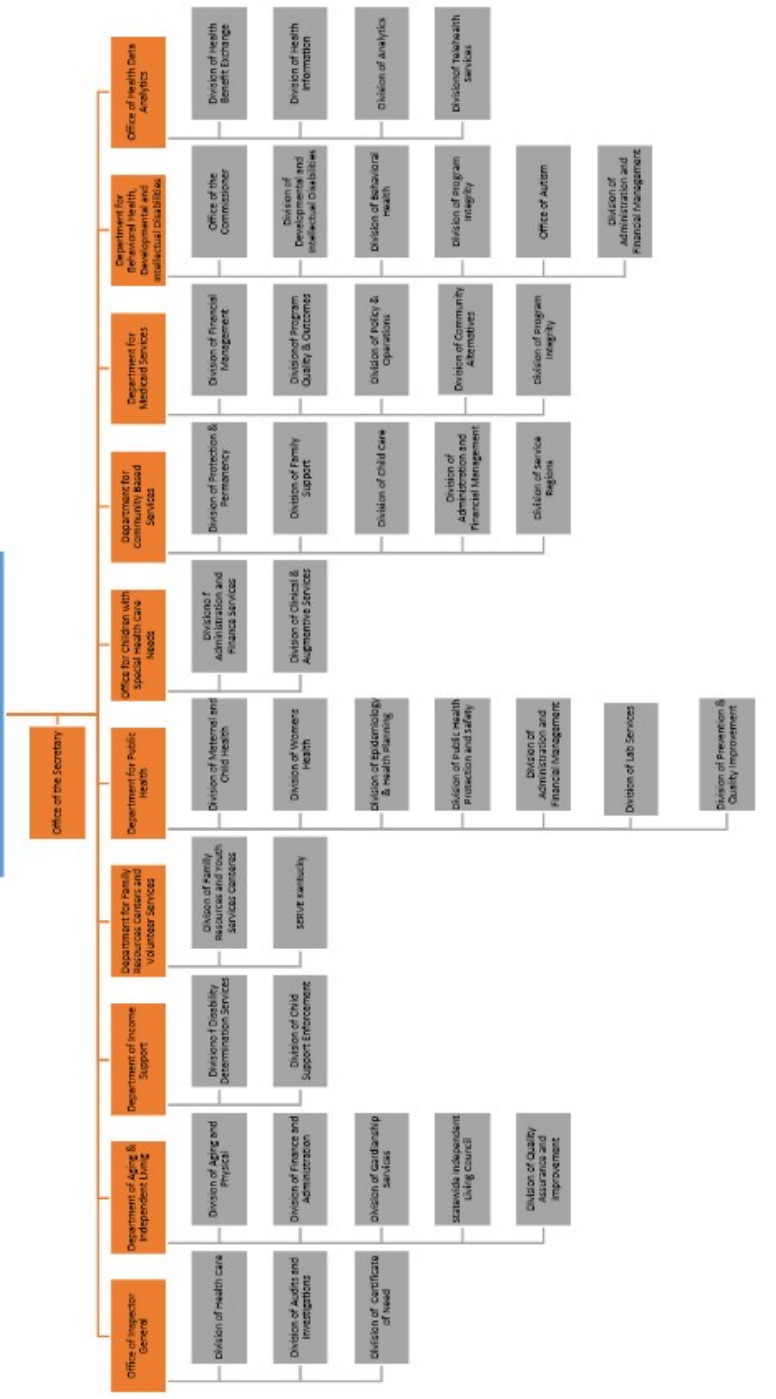 Office of the Secretary
Office of Inspector
General
Division of Health Care
Division of Audits and
Investigations
Division of Certificate
of Need
Department of Aging &
Independent Living
Division of Aging and
Physical
Division of Finance and
Administration
Division of Gardianship
Services
Statewide Independent
Living Council
Division of Quality
Assurance and
Improvement
Department of Income
Support
Divisiono f Disability
Determination Services
Division of Child
Support Enforcement
Department for Family
Resources Centers and
Volunteer Services
Divison of Family
Resources and Youth
Services Centeres
SERVE Kentucky
Department for Public
Health
Division of Maternal and
Child Health
Division of Womens
Health
Division of Epidemiology
& Health Planning
Division of Public Health
Protection and Safety
Division of
Administration and
Financial Management
Division of Lab Services
Division of Prevention &
Quality Improvement
Office for Children with
Special Health Care
Needs
Divisiono f
Administration and
Finance Services
Division of Clinical &
Augmentive Services
Department for
Community Based
Services
Division of Protection &
Permanency
Division of Family
Support
Division of Child Care
Division of
Administration and
Financial Management
Division of Service
Regions
Department for
Medicaid Services
Division of Financial
Management
Divisionof Program
Quality & Outcomes
Division of Policy &
Operations
Division of Community
Alternatives
Division of Program
Integrity
Department for
Behavioral Health,
Developmental and
Intellectual Disabilities
Office of the
Commissioner
Division of
Developmental and
Intellectual Disabilities
Division of Behavioral
Health
Division of Program
Integrity
Office of Autism
Division of
Administration and
Financial Management
Office of Health Data
Analytics
Division of Health
Benefit Exchange
Division of Health
Information
Division of Analytics
Divisionof Telehealth
Services